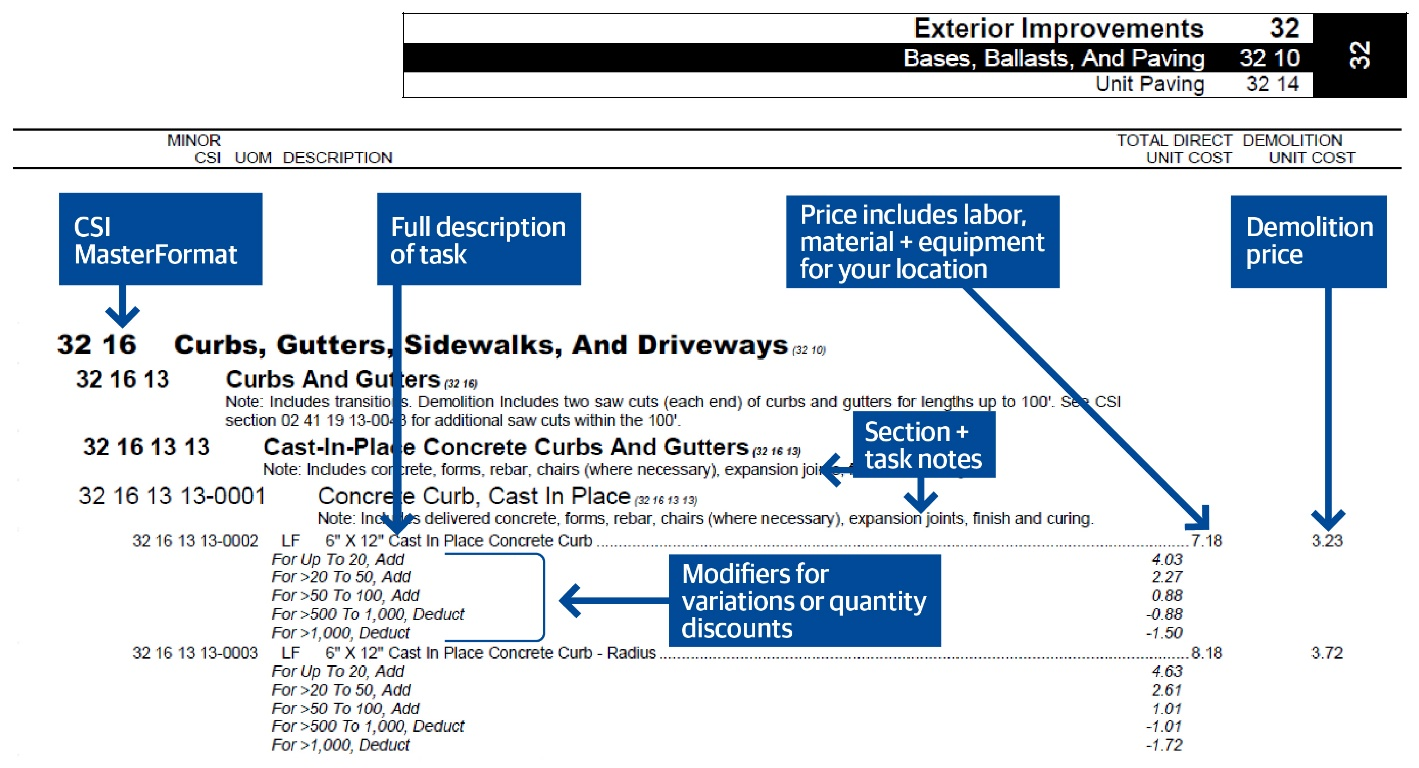 Exterior Improvements 32
Bases, Ballasts, And Paving 32 10
Unit Paving 32 14
32
MINOR TOTAL DIRECT DEMOLITION
CSI UOM DESCRIPTION UNIT COST UNIT COST
CSI
MasterFormat
Full description
of task
Price includes labor,
material + equipment
for your location
Demolition
price
32 16 Curbs, Gutters, Sidewalks, And Driveways (32 10)
32 16 13 Curbs And Gutters (32 16)
Note: Includes transitions. Demolition Includes two saw cuts (each end) of curbs and gutters for lengths up to 100'. See CSI
section 02 41 19 13-0043 for additional saw cuts within the 100'.
Section +
task notes
32 16 13 13 Cast-In-Place Concrete Curbs And Gutters (32 16 13)
Note: Includes concrete, forms, rebar, chairs (where necessary), expansion
32 16 13 13-0001 Concrete Curb, Cast In Place (32 16 13 13)
Note: Includes delivered concrete, forms, rebar, chairs (where necessary), expansion joints, finish and curing.
32 16 13 13-0002 LF 6" X 12" Cast In Place Concrete Curb 7.18 3.23
For Up To 20, Add 4.03
For >20 To 50, Add 2.27
For >50 To 100, Add 0.88
For >500 To 1,000, Deduct -0.88
For >1,000, Deduct -1.50
Modifiers for
variations or quantity
discounts
32 16 13 13-0003 LF 6" X 12" Cast In Place Concrete Curb - Radius 8.18 3.72
For Up To 20, Add 4.63
For >20 To 50, Add 2.61
For >50 To 100, Add 1.01
For >500 To 1,000, Deduct -1.01
For >1,000, Deduct -1.72